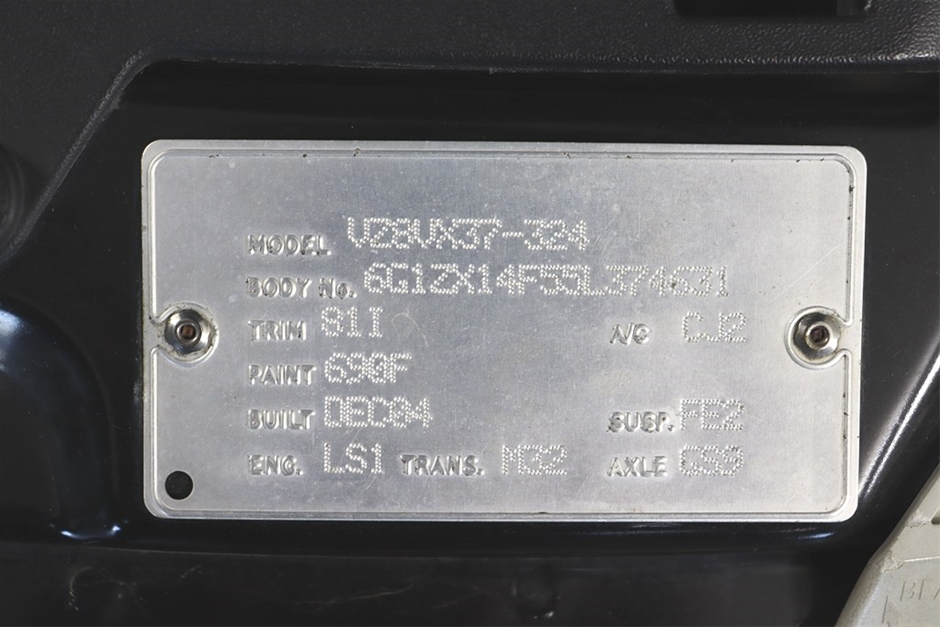 MODEL VZ8VX37-324
BODY No. 6G1ZX14F55L374631
TRIM 81I A/C CJ2
PAINT 690F
BUILT DEC04 SUSP. FE2
ENG. LS1 TRANS. M32 AXLE GS9